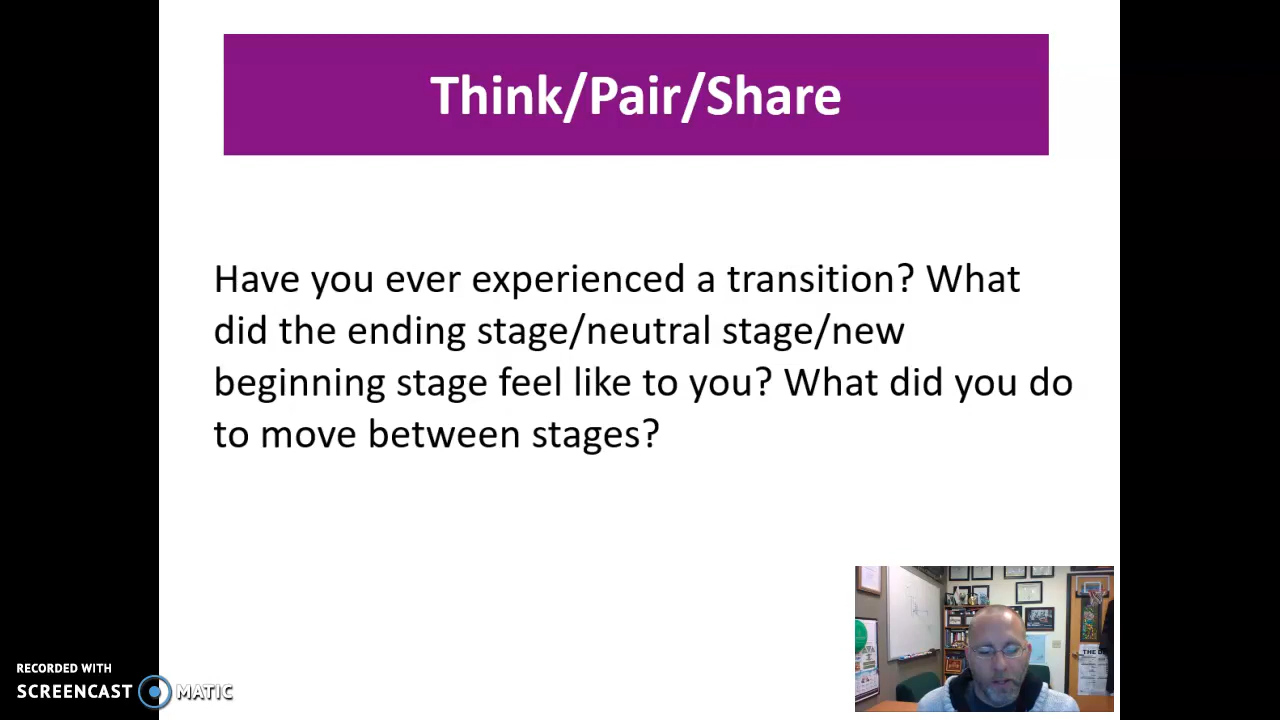 Think/Pair/Share
Have you ever experienced a transition? What
did the ending stage/neutral stage/new
beginning stage feel like to you? What did you do
to move between stages?
RECORDED WITH
SCREENCAST MATIC
THE D